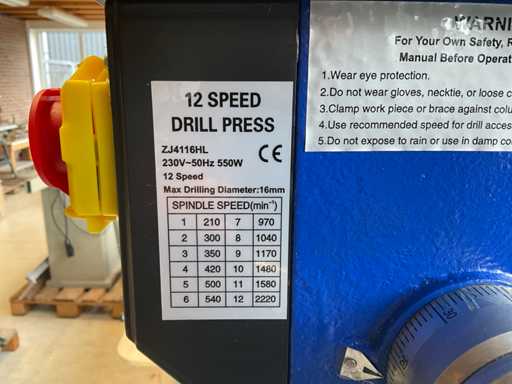 12 SPEED
DRILL PRESS
ZJ4116HL
230V~50Hz 550W
CE
12 Speed
Max Drilling Diameter:16mm
SPINDLE SPEED(min⁻¹)
1 210 7 970
2 300 8 1040
3 350 9 1170
4 420 10 1480
5 500 11 1580
6 540 12 2220
WARNI
For Your Own Safety, R
Manual Before Operat
1.Wear eye protection.
2.Do not wear gloves, necktie, or loose c
3.Clamp work piece or brace against colu
4.Use recommended speed for drill acces
5.Do not expose to rain or use in damp co